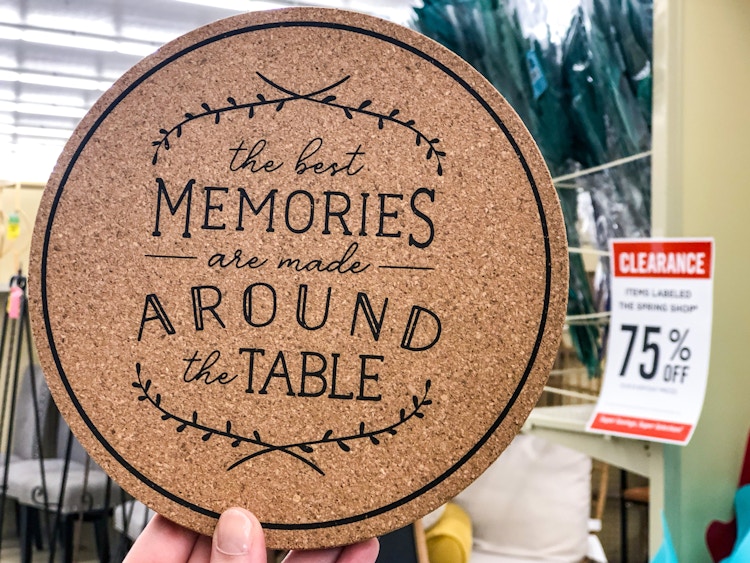 the best
MEMORIES
are made
AROUND
the TABLE
CLEARANCE
ITEMS LABELED
THE SPRING SHOP
75% OFF